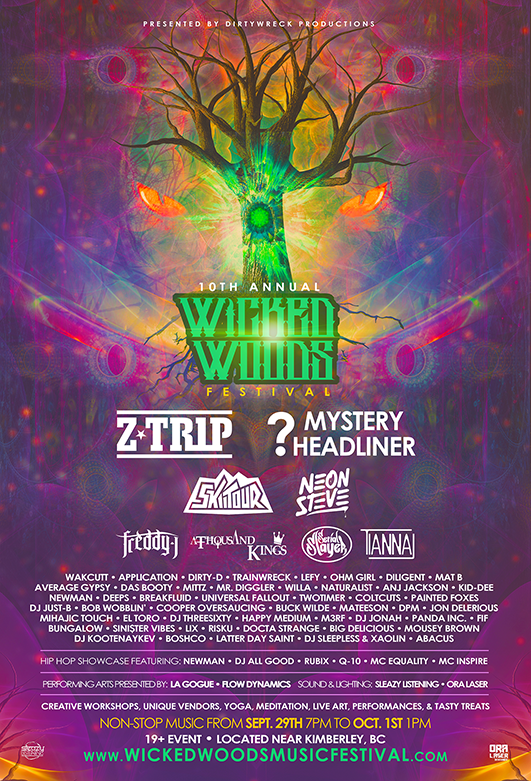 PRESENTED BY DIRTYWRECK PRODUCTIONS
10TH ANNUAL
WICKED
WOODS
FESTIVAL
Z★TRIP
? MYSTERY
HEADLINER
SKIITOUR
NEON
STEVE
freddy-j
A THOUSAND
KINGS
Serial
Slayer
TIANNA
WAKCUTT • APPLICATION • DIRTY-D • TRAINWRECK • LEFY • OHM GIRL • DILIGENT • MAT B
AVERAGE GYPSY • DAS BOOTY • MITTZ • MR. DIGGLER • WILLA • NATURALIST • ANJ JACKSON • KID-DEE
NEWMAN • DEEPS • BREAKFLUID • UNIVERSAL FALLOUT • TWOTIMER • COLTCUTS • PAINTED FOXES
DJ JUST-B • BOB WOBBLIN' • COOPER OVERSAUCING • BUCK WILDE • MATEESON • DPM • JON DELERIOUS
MIHAJIC TOUCH • EL TORO • DJ THREESIXTY • HAPPY MEDIUM • M3RF • DJ JONAH • PANDA INC. • FIF
BUNGALOW • SINISTER VIBES • LIX • RISKU • DOCTA STRANGE • BIG DELICIOUS • MOUSEY BROWN
DJ KOOTENAYKEV • BOSHCO • LATTER DAY SAINT • DJ SLEEPLESS & XAOLIN • ABACUS
HIP HOP SHOWCASE FEATURING: NEWMAN • DJ ALL GOOD • RUBIX • Q-10 • MC EQUALITY • MC INSPIRE
PERFORMING ARTS PRESENTED BY: LA GOGUE • FLOW DYNAMICS SOUND & LIGHTING: SLEAZY LISTENING • ORA LASER
CREATIVE WORKSHOPS, UNIQUE VENDORS, YOGA, MEDITATION, LIVE ART, PERFORMANCES, & TASTY TREATS
NON-STOP MUSIC FROM SEPT. 29TH 7PM TO OCT. 1ST 1PM
19+ EVENT • LOCATED NEAR KIMBERLEY, BC
WWW.WICKEDWOODSMUSICFESTIVAL.COM
ORA
LASER